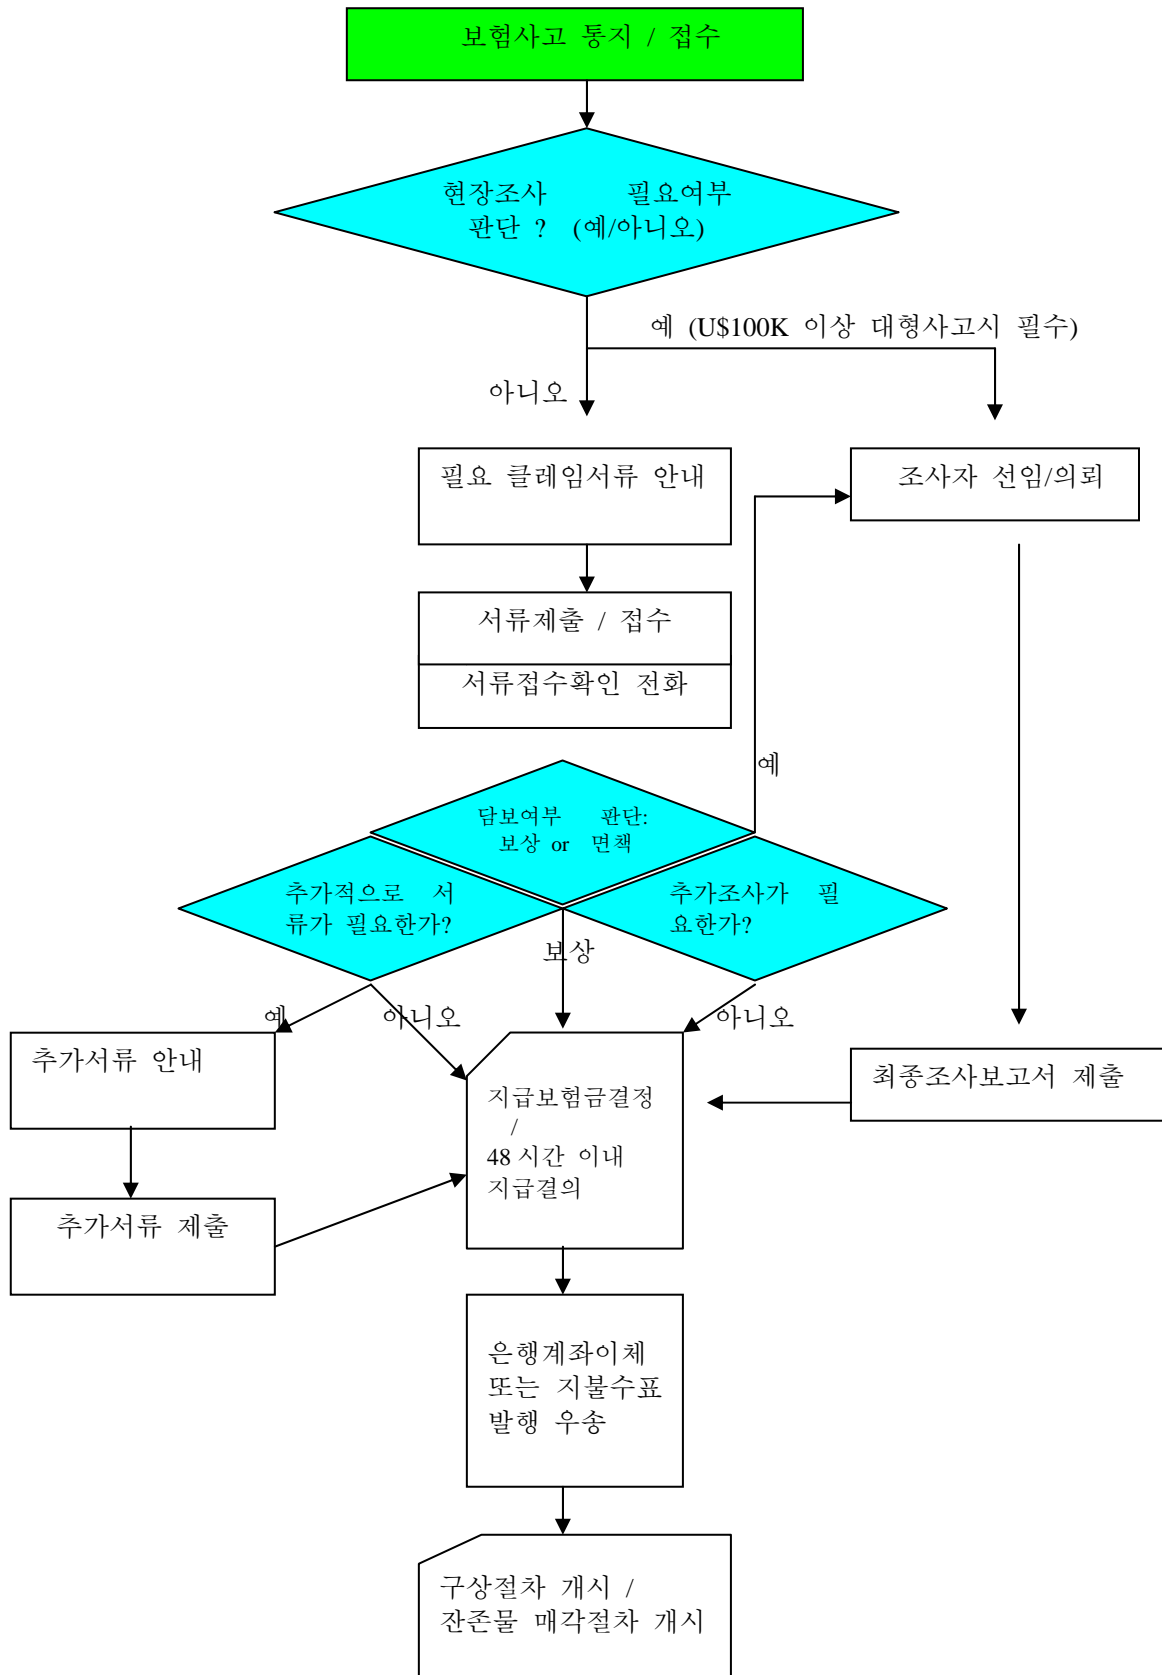 보험사고 통지 / 접수
현장조사 필요여부
판단 ? (예/아니오)
예 (U$100K 이상 대형사고시 필수)
아니오
필요 클레임서류 안내
조사자 선임/의뢰
서류제출 / 접수
서류접수확인 전화
예
담보여부 판단:
보상 or 면책
추가적으로 서
류가 필요한가?
추가조사가 필
요한가?
보상
예
아니오
아니오
추가서류 안내
최종조사보고서 제출
지급보험금결정
/
48 시간 이내
지급결의
추가서류 제출
은행계좌이체
또는 지불수표
발행 우송
구상절차 개시 /
잔존물 매각절차 개시